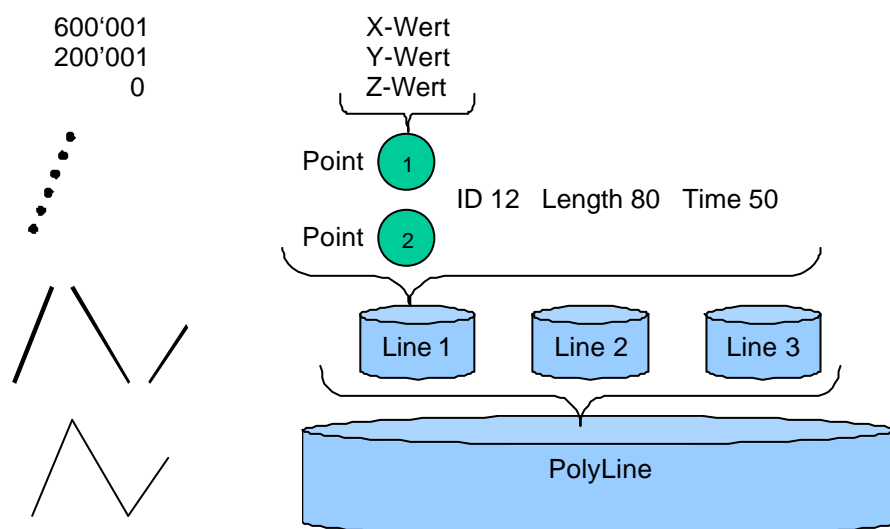 600‘001
200’001
0
X-Wert
Y-Wert
Z-Wert
Point 1
ID 12 Length 80 Time 50
Point 2
Line 1
Line 2
Line 3
PolyLine